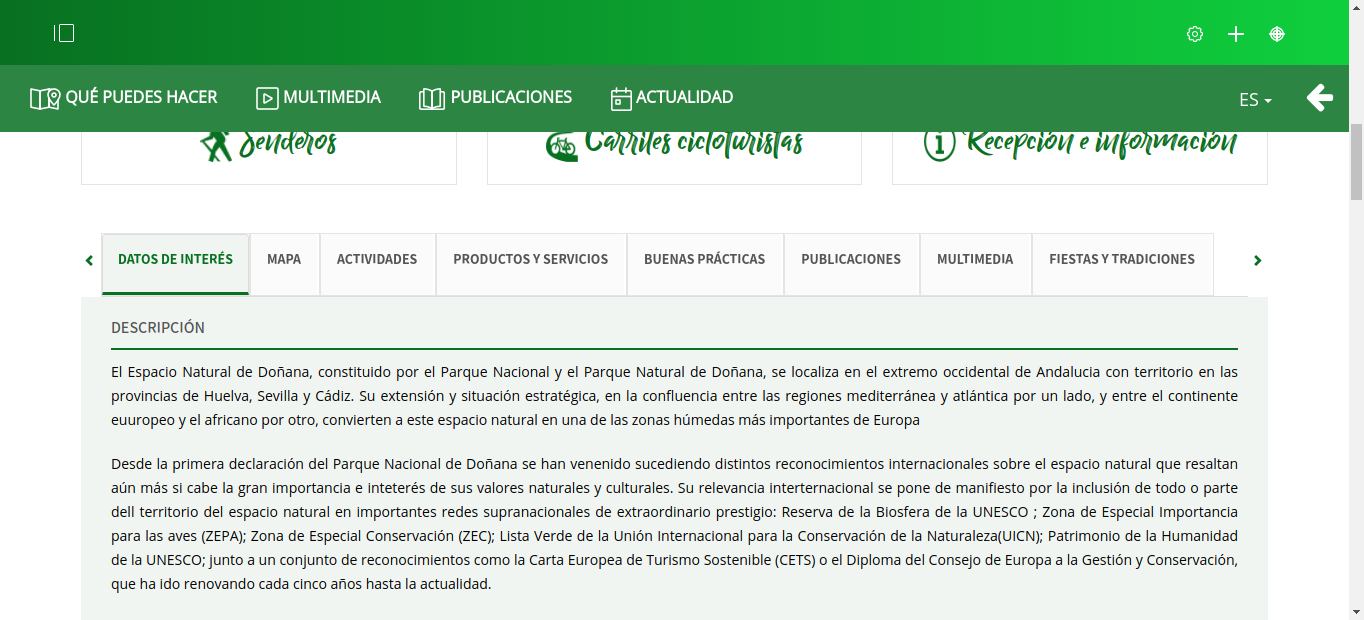 QUÉ PUEDES HACER MULTIMEDIA PUBLICACIONES ACTUALIDAD ES
Senderos Carriles cicloturistas Recepción e información
DATOS DE INTERÉS MAPA ACTIVIDADES PRODUCTOS Y SERVICIOS BUENAS PRÁCTICAS PUBLICACIONES MULTIMEDIA FIESTAS Y TRADICIONES
DESCRIPCIÓN
El Espacio Natural de Doñana, constituido por el Parque Nacional y el Parque Natural de Doñana, se localiza en el extremo occidental de Andalucia con territorio en las
provincias de Huelva, Sevilla y Cádiz. Su extensión y situación estratégica, en la confluencia entre las regiones mediterránea y atlántica por un lado, y entre el continente
euuropeo y el africano por otro, convierten a este espacio natural en una de las zonas húmedas más importantes de Europa
Desde la primera declaración del Parque Nacional de Doñana se han venenido sucediendo distintos reconocimientos internacionales sobre el espacio natural que resaltan
aún más si cabe la gran importancia e inteterés de sus valores naturales y culturales. Su relevancia interternacional se pone de manifiesto por la inclusión de todo o parte
dell territorio del espacio natural en importantes redes supranacionales de extraordinario prestigio: Reserva de la Biosfera de la UNESCO ; Zona de Especial Importancia
para las aves (ZEPA); Zona de Especial Conservación (ZEC); Lista Verde de la Unión Internacional para la Conservación de la Naturaleza(UICN); Patrimonio de la Humanidad
de la UNESCO; junto a un conjunto de reconocimientos como la Carta Europea de Turismo Sostenible (CETS) o el Diploma del Consejo de Europa a la Gestión y Conservación,
que ha ido renovando cada cinco años hasta la actualidad.